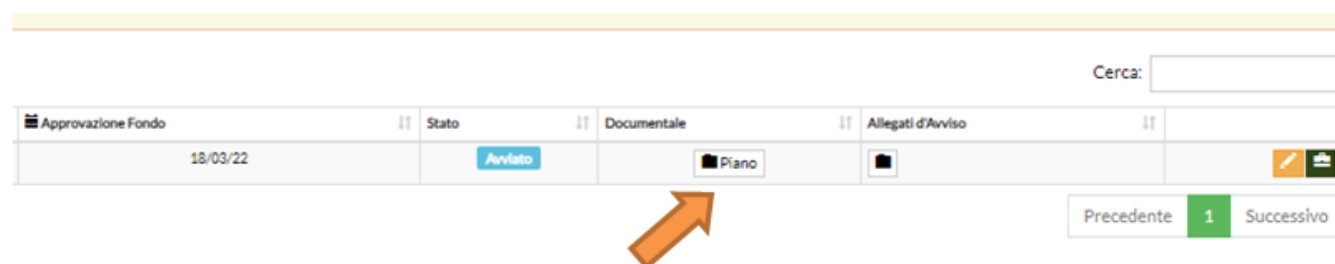 Cerca:
Approvazione Fondo Stato Documentale Allegati d'Avviso
18/03/22 Avviato Piano
Precedente 1 Successivo